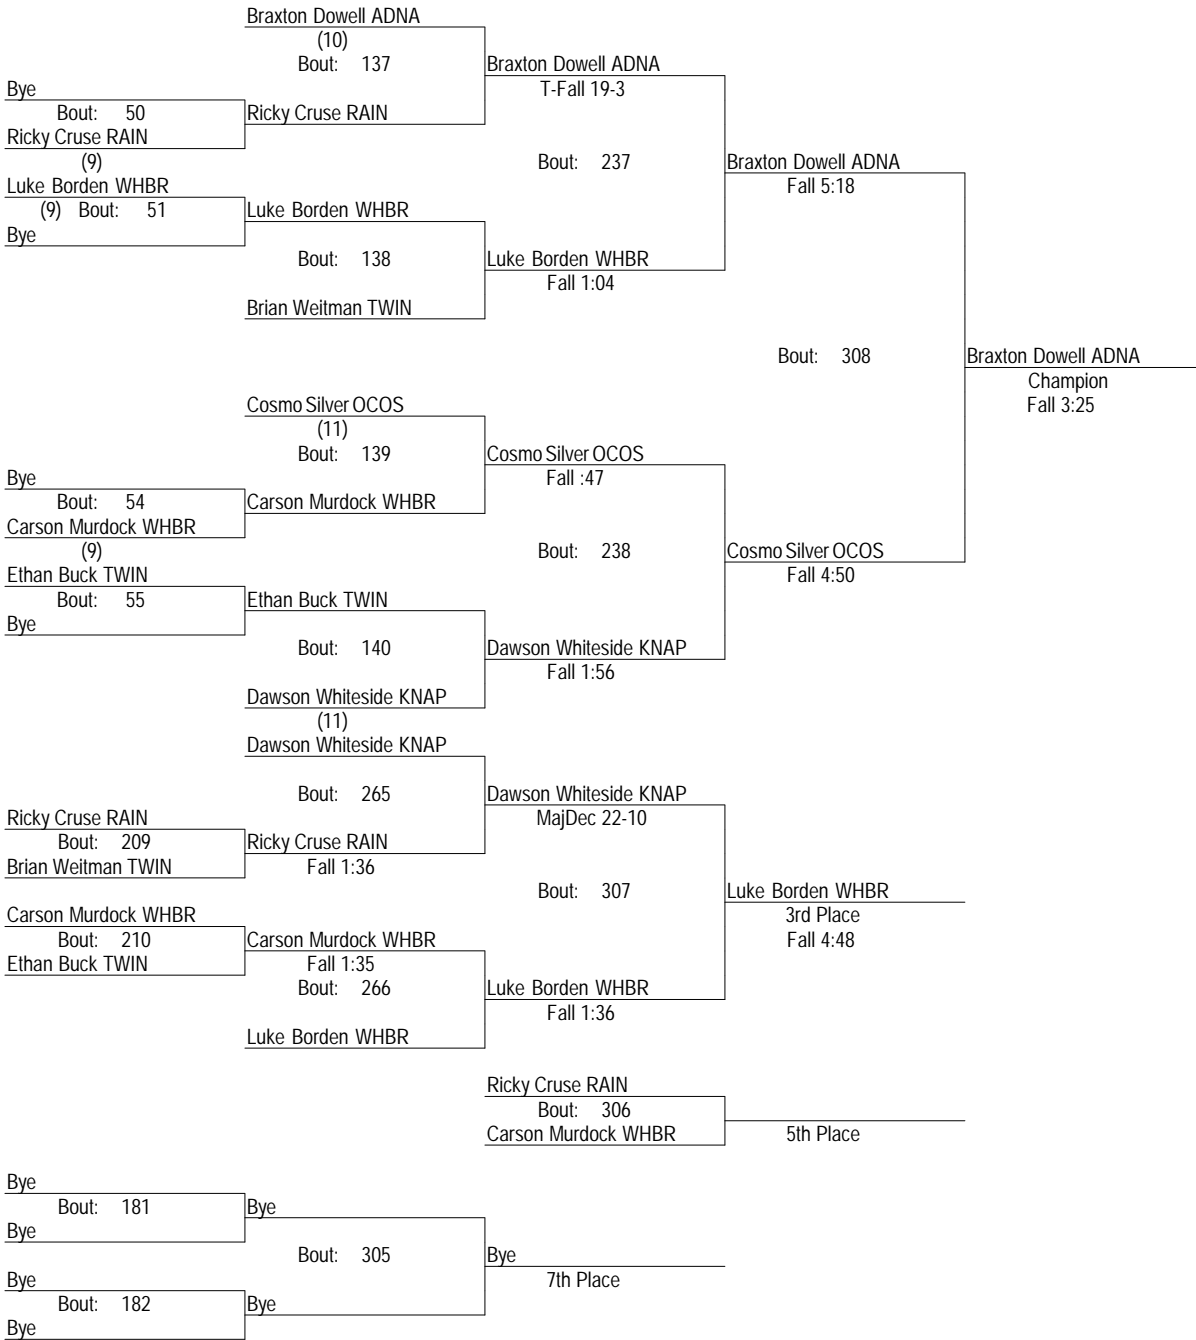 Braxton Dowell ADNA
(10)
Bout: 137
Braxton Dowell ADNA
T-Fall 19-3
Bye
Bout: 50
Ricky Cruse RAIN
Ricky Cruse RAIN
(9)
Bout: 237
Braxton Dowell ADNA
Fall 5:18
Luke Borden WHBR
(9) Bout: 51
Luke Borden WHBR
Bye
Bout: 138
Luke Borden WHBR
Fall 1:04
Brian Weitman TWIN
Bout: 308
Braxton Dowell ADNA
Champion
Fall 3:25
Cosmo Silver OCOS
(11)
Bout: 139
Cosmo Silver OCOS
Fall :47
Bye
Bout: 54
Carson Murdock WHBR
Carson Murdock WHBR
(9)
Bout: 238
Cosmo Silver OCOS
Fall 4:50
Ethan Buck TWIN
Bout: 55
Ethan Buck TWIN
Bye
Bout: 140
Dawson Whiteside KNAP
Fall 1:56
Dawson Whiteside KNAP
(11)
Dawson Whiteside KNAP
Bout: 265
Dawson Whiteside KNAP
MajDec 22-10
Ricky Cruse RAIN
Bout: 209
Ricky Cruse RAIN
Brian Weitman TWIN
Fall 1:36
Bout: 307
Luke Borden WHBR
3rd Place
Fall 4:48
Carson Murdock WHBR
Bout: 210
Carson Murdock WHBR
Ethan Buck TWIN
Fall 1:35
Bout: 266
Luke Borden WHBR
Fall 1:36
Luke Borden WHBR
Ricky Cruse RAIN
Bout: 306
Carson Murdock WHBR
5th Place
Bye
Bout: 181
Bye
Bye
Bout: 305
Bye
7th Place
Bye
Bout: 182
Bye
Bye